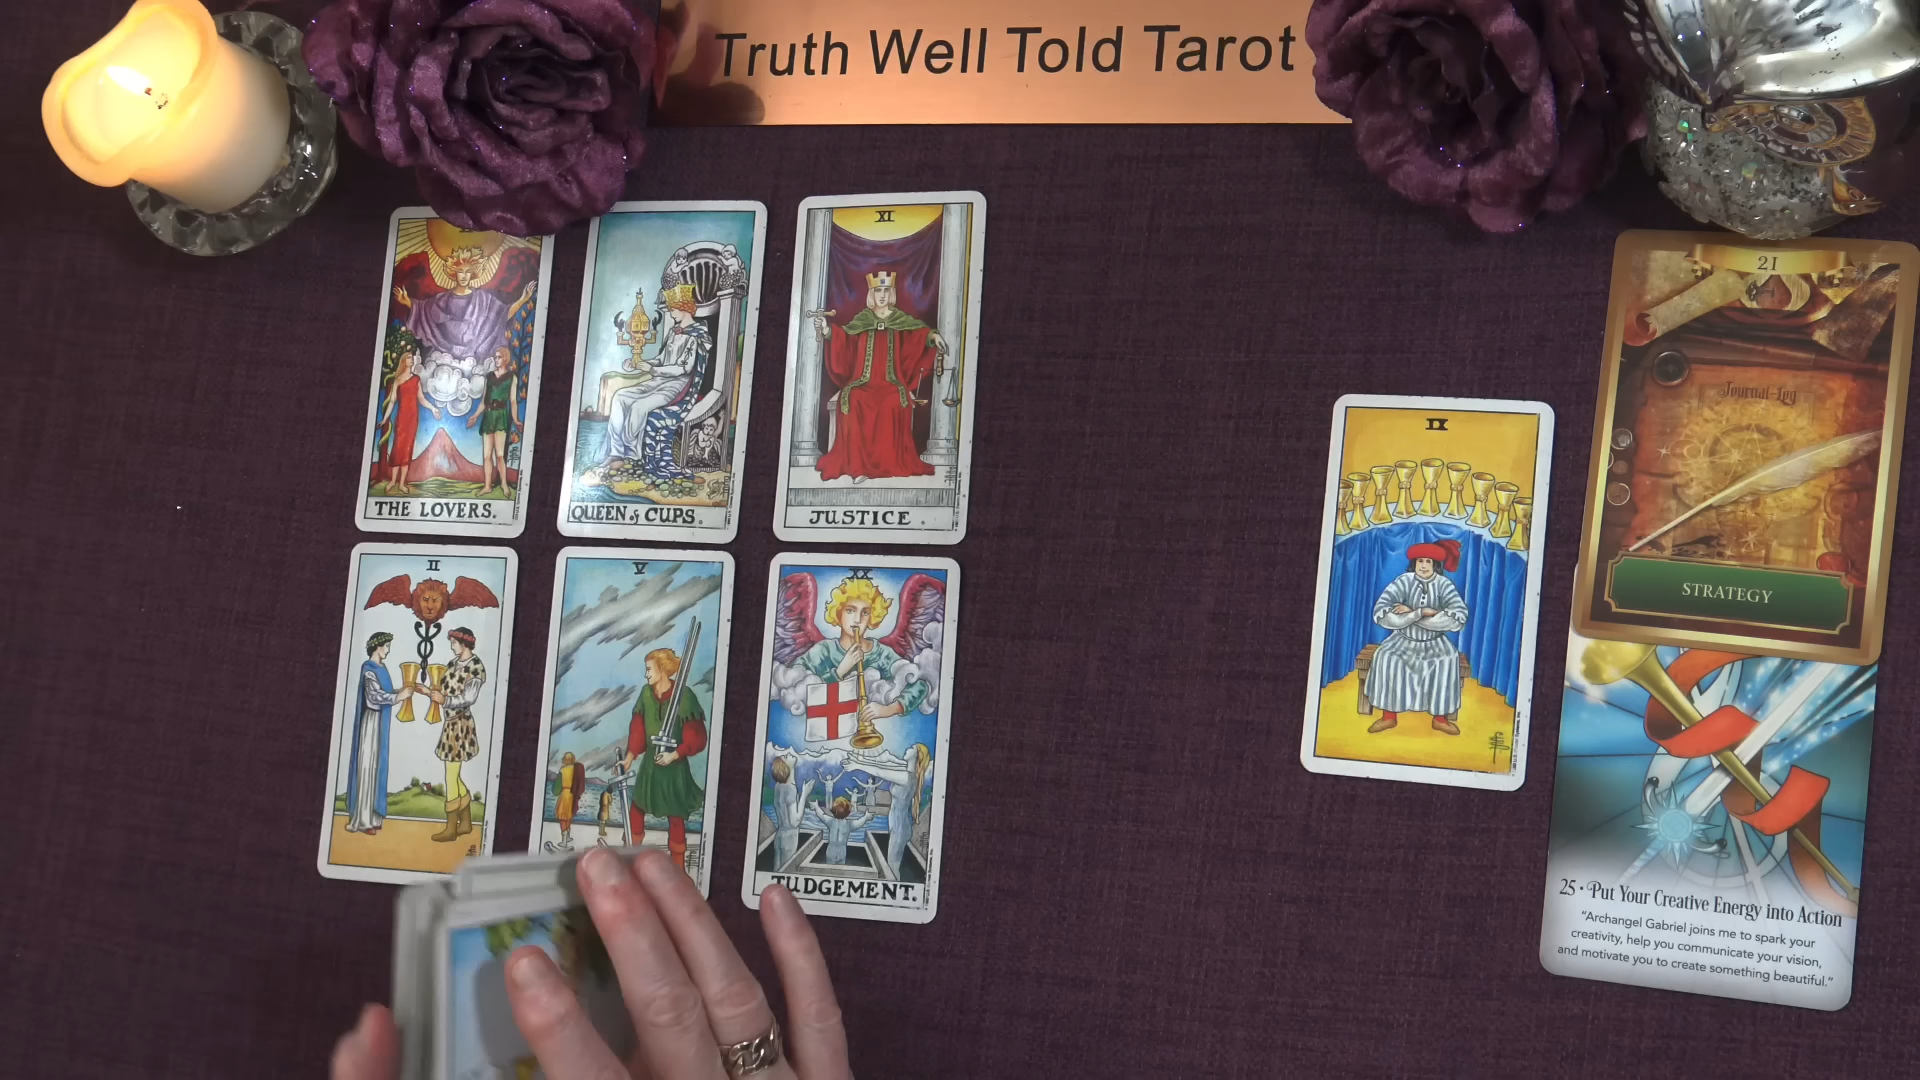 Truth Well Told Tarot
XI
THE LOVERS.
QUEEN of CUPS.
JUSTICE.
II
V
XX
JUDGEMENT.
IX
21
Journal-Log
STRATEGY
25 • Put Your Creative Energy into Action
"Archangel Gabriel joins me to spark your
creativity, help you communicate your vision,
and motivate you to create something beautiful."